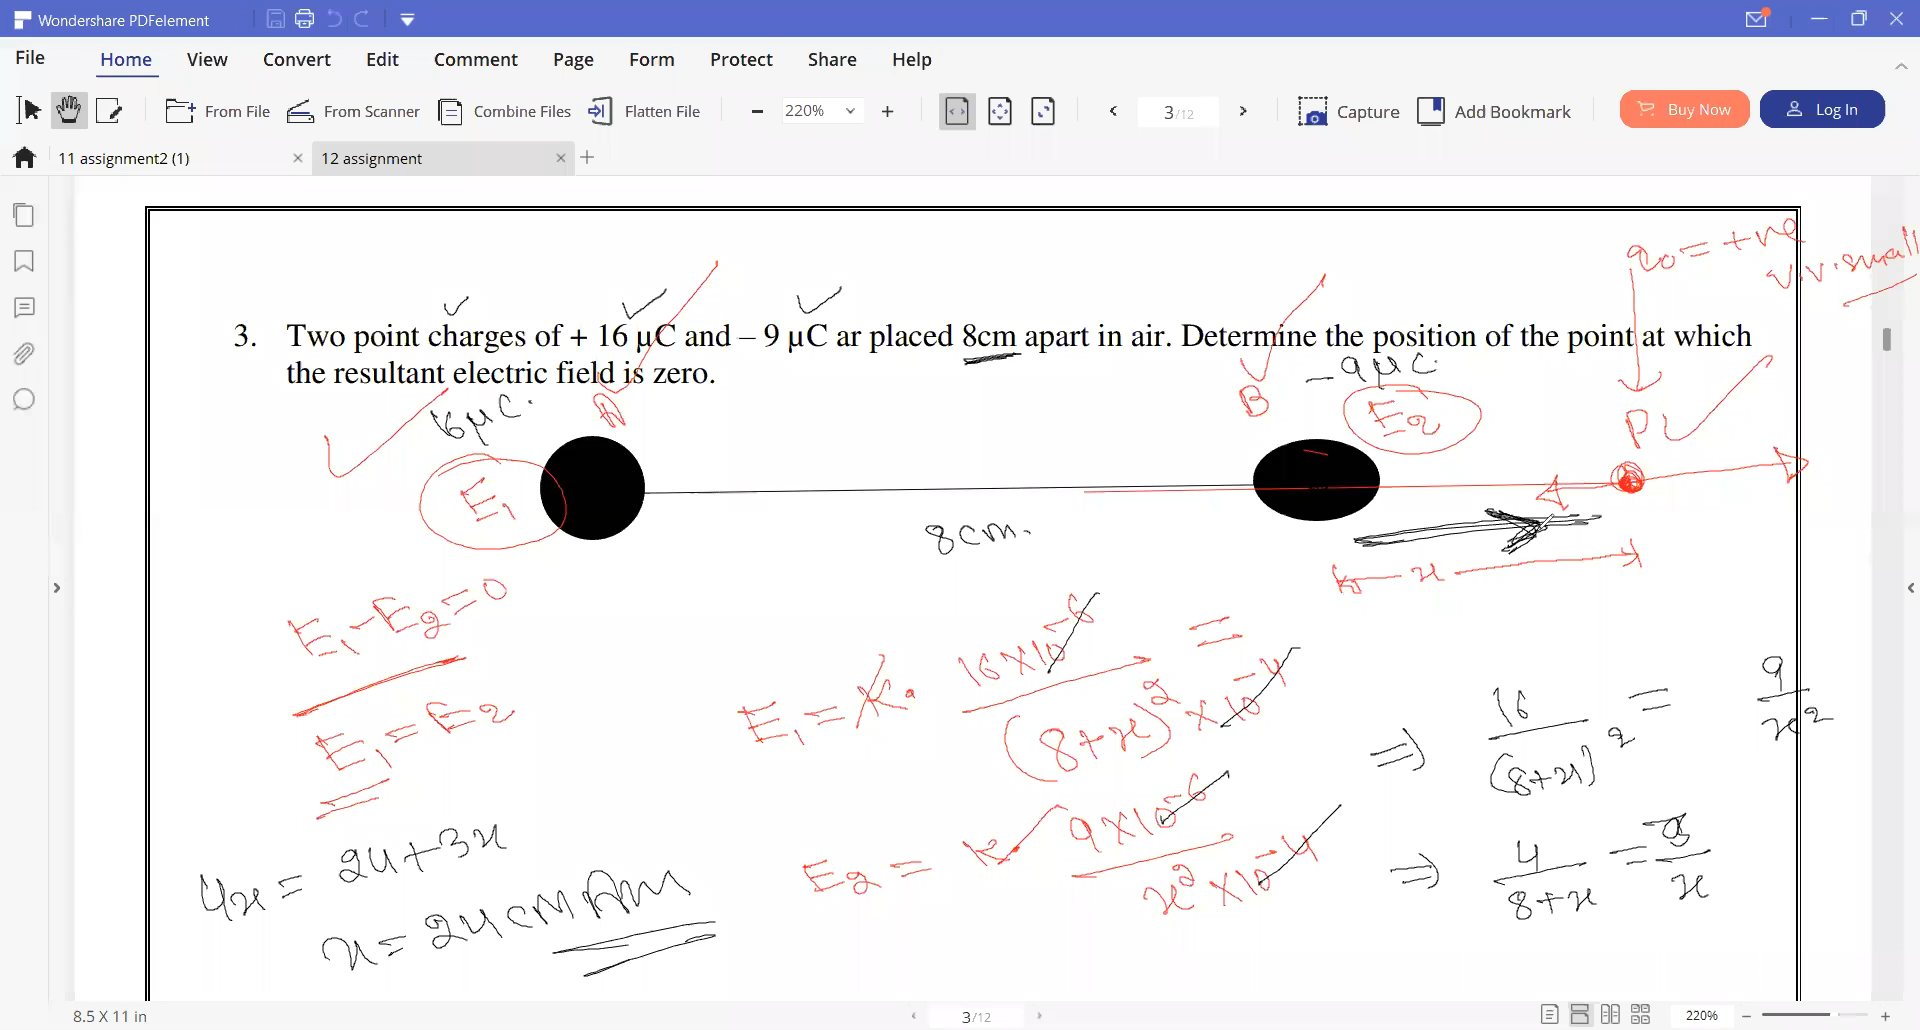 Wondershare PDFelement
File Home View Convert Edit Comment Page Form Protect Share Help
From File From Scanner Combine Files Flatten File 220% 3/12 Capture Add Bookmark Buy Now Log In
11 assignment2 (1) 12 assignment
q₀ = +ve
v.v.small
3. Two point charges of + 16 µC and – 9 µC ar placed 8cm apart in air. Determine the position of the point at which
the resultant electric field is zero.
16µC. A B -9µC.
E₂ P
E₁
8cm.
x
E₁-E₂=0
E₁=E₂
E₁ = K. 16×10⁻⁶ / (8+x)² ×10⁻⁴ =
⇒ 16/(8+x)² = 9/x²
E₂ = K. 9×10⁻⁶ / x²×10⁻⁴
⇒ 4/8+x = 3/x
4x = 24+3x
x = 24cm Ans
8.5 X 11 in 3/12 220%